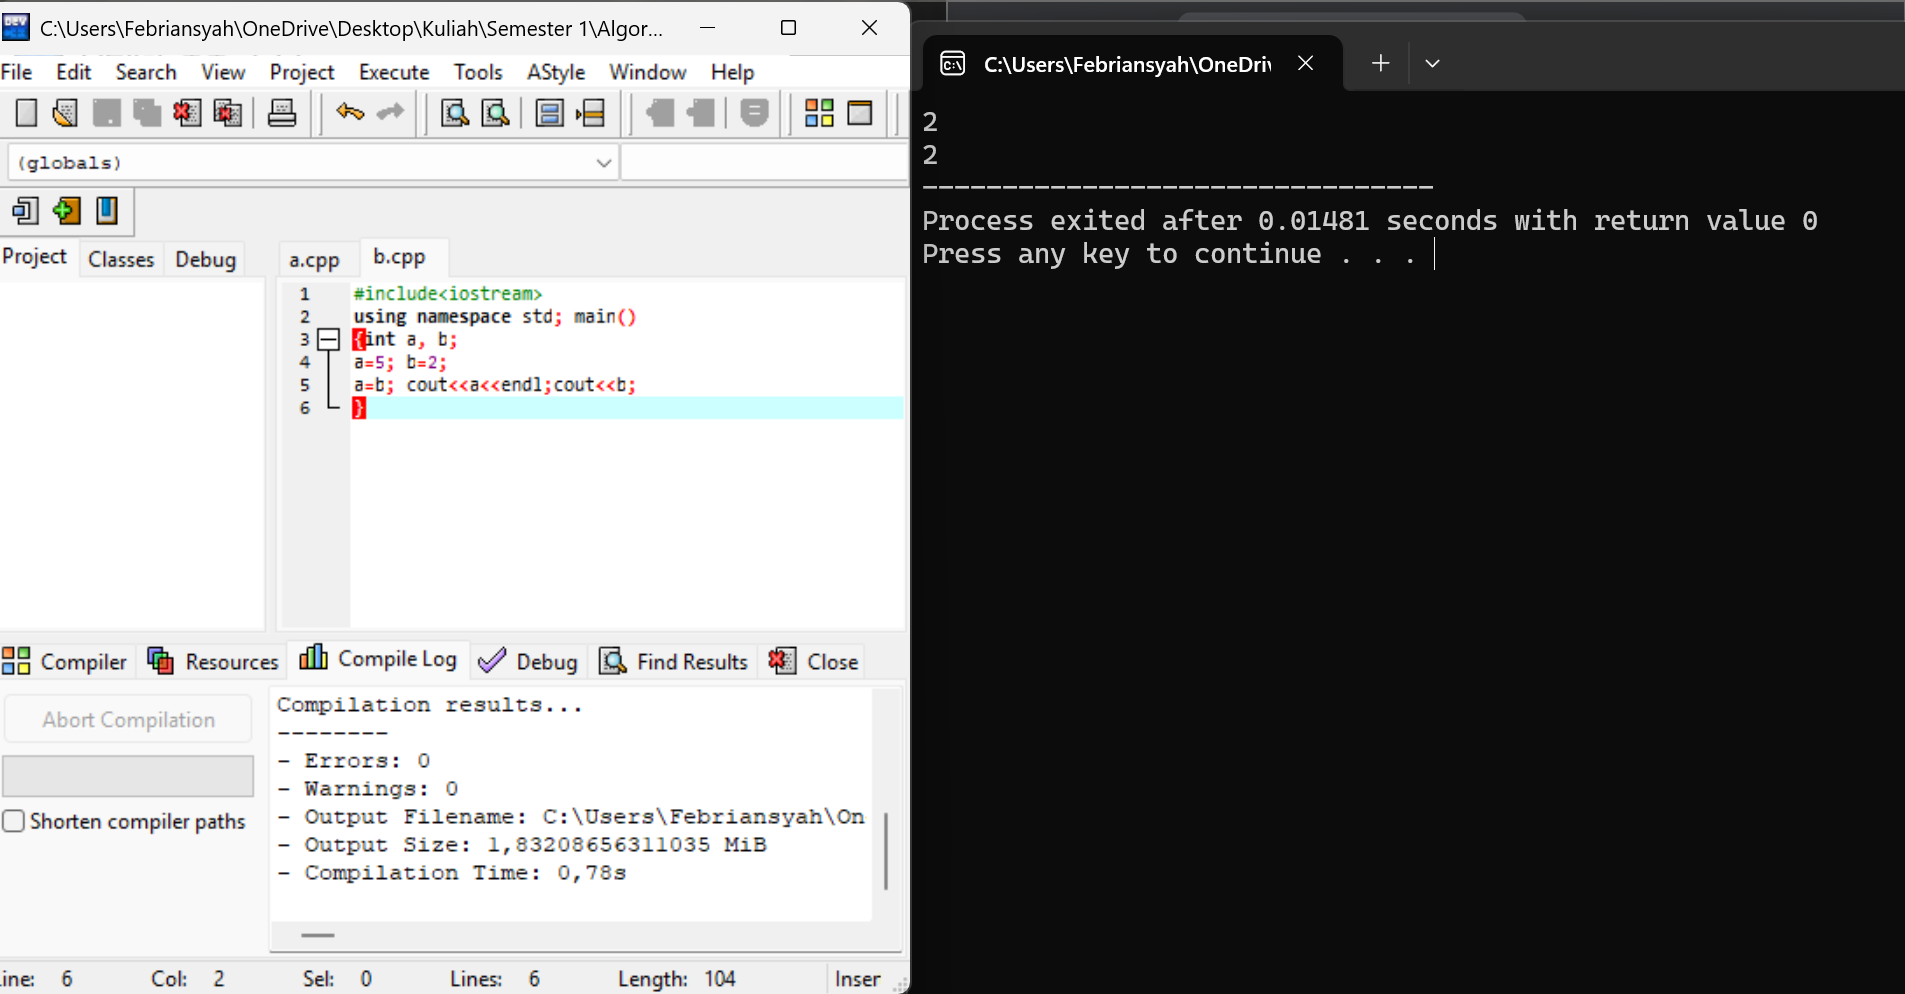 C:\Users\Febriansyah\OneDrive\Desktop\Kuliah\Semester 1\Algor...
File Edit Search View Project Execute Tools AStyle Window Help
(globals)
Project Classes Debug
a.cpp b.cpp
1 #include<iostream>
2 using namespace std; main()
3 {int a, b;
4 a=5; b=2;
5 a=b; cout<<a<<endl;cout<<b;
6 }
Compiler Resources Compile Log Debug Find Results Close
Abort Compilation
Shorten compiler paths
Compilation results...
--------
- Errors: 0
- Warnings: 0
- Output Filename: C:\Users\Febriansyah\On
- Output Size: 1,83208656311035 MiB
- Compilation Time: 0,78s
ine: 6 Col: 2 Sel: 0 Lines: 6 Length: 104 Inser
C:\Users\Febriansyah\OneDri
2
2
--------------------------------
Process exited after 0.01481 seconds with return value 0
Press any key to continue . . .